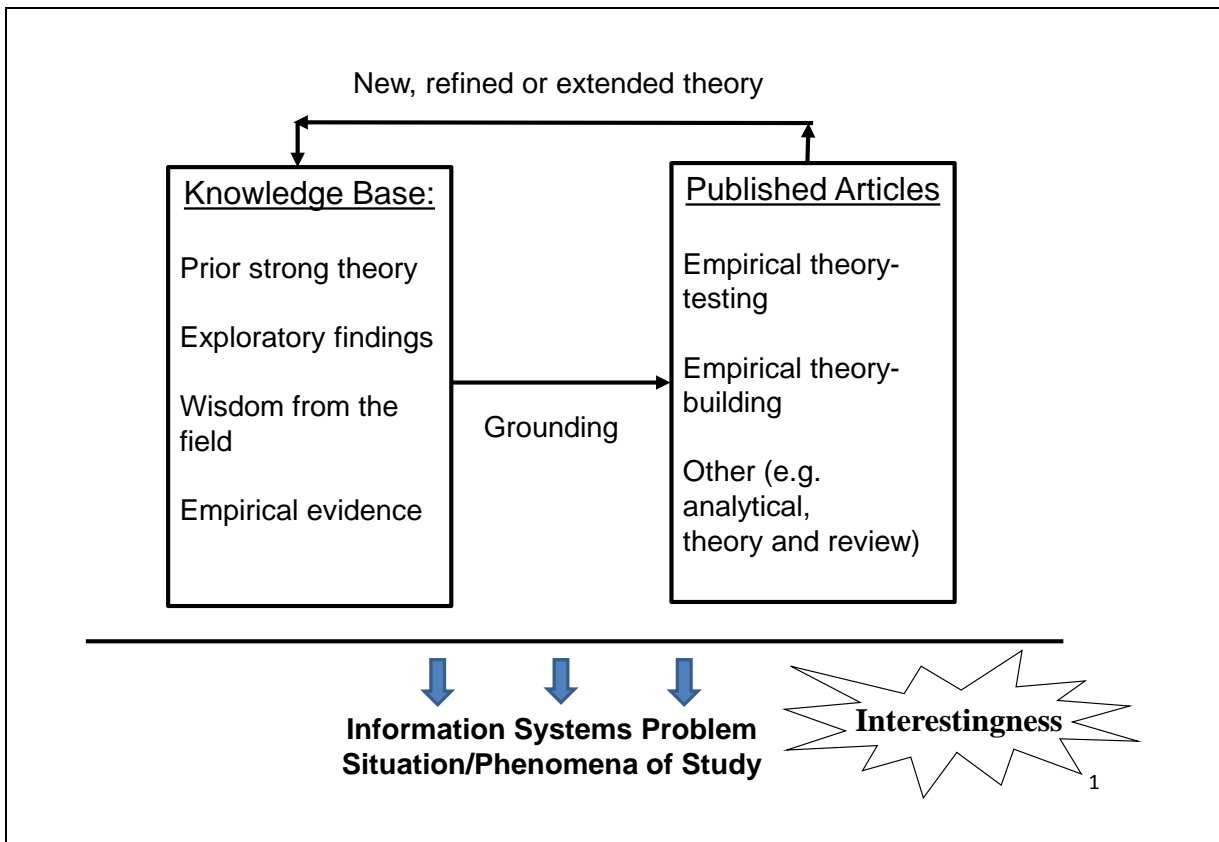 New, refined or extended theory
Knowledge Base:
Prior strong theory
Exploratory findings
Wisdom from the
field
Empirical evidence
Grounding
Published Articles
Empirical theory-
testing
Empirical theory-
building
Other (e.g.
analytical,
theory and review)
Information Systems Problem
Situation/Phenomena of Study
Interestingness
1